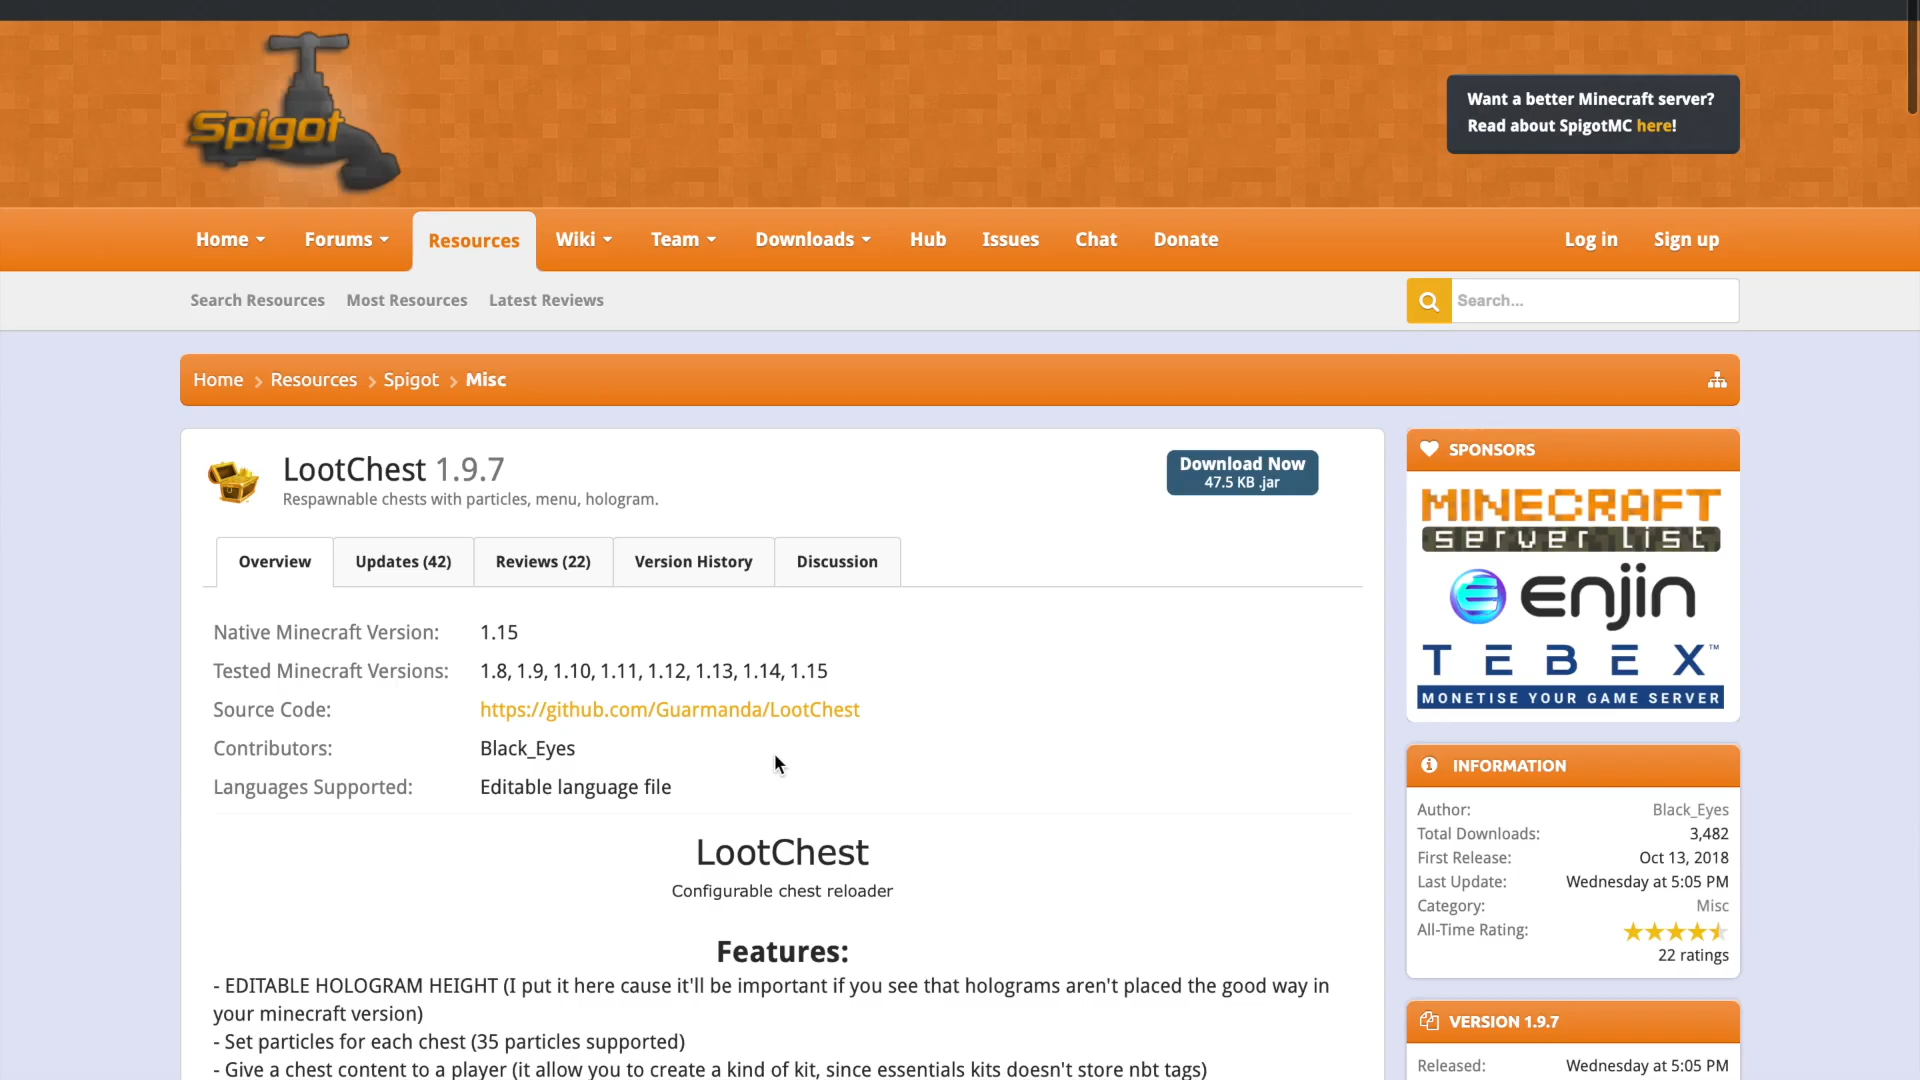 Spigot
Want a better Minecraft server?
Read about SpigotMC here!
Home
Forums
Resources
Wiki
Team
Downloads
Hub
Issues
Chat
Donate
Log in
Sign up
Search Resources
Most Resources
Latest Reviews
Search...
Home
Resources
Spigot
Misc
LootChest 1.9.7
Respawnable chests with particles, menu, hologram.
Download Now
47.5 KB .jar
Overview
Updates (42)
Reviews (22)
Version History
Discussion
Native Minecraft Version: 1.15
Tested Minecraft Versions: 1.8, 1.9, 1.10, 1.11, 1.12, 1.13, 1.14, 1.15
Source Code: https://github.com/Guarmanda/LootChest
Contributors: Black_Eyes
Languages Supported: Editable language file
LootChest
Configurable chest reloader
Features:
- EDITABLE HOLOGRAM HEIGHT (I put it here cause it'll be important if you see that holograms aren't placed the good way in
your minecraft version)
- Set particles for each chest (35 particles supported)
- Give a chest content to a player (it allow you to create a kind of kit, since essentials kits doesn't store nbt tags)
SPONSORS
MINECRAFT
server list
enjin
TEBEX™
MONETISE YOUR GAME SERVER
INFORMATION
Author: Black_Eyes
Total Downloads: 3,482
First Release: Oct 13, 2018
Last Update: Wednesday at 5:05 PM
Category: Misc
All-Time Rating:
22 ratings
VERSION 1.9.7
Released: Wednesday at 5:05 PM